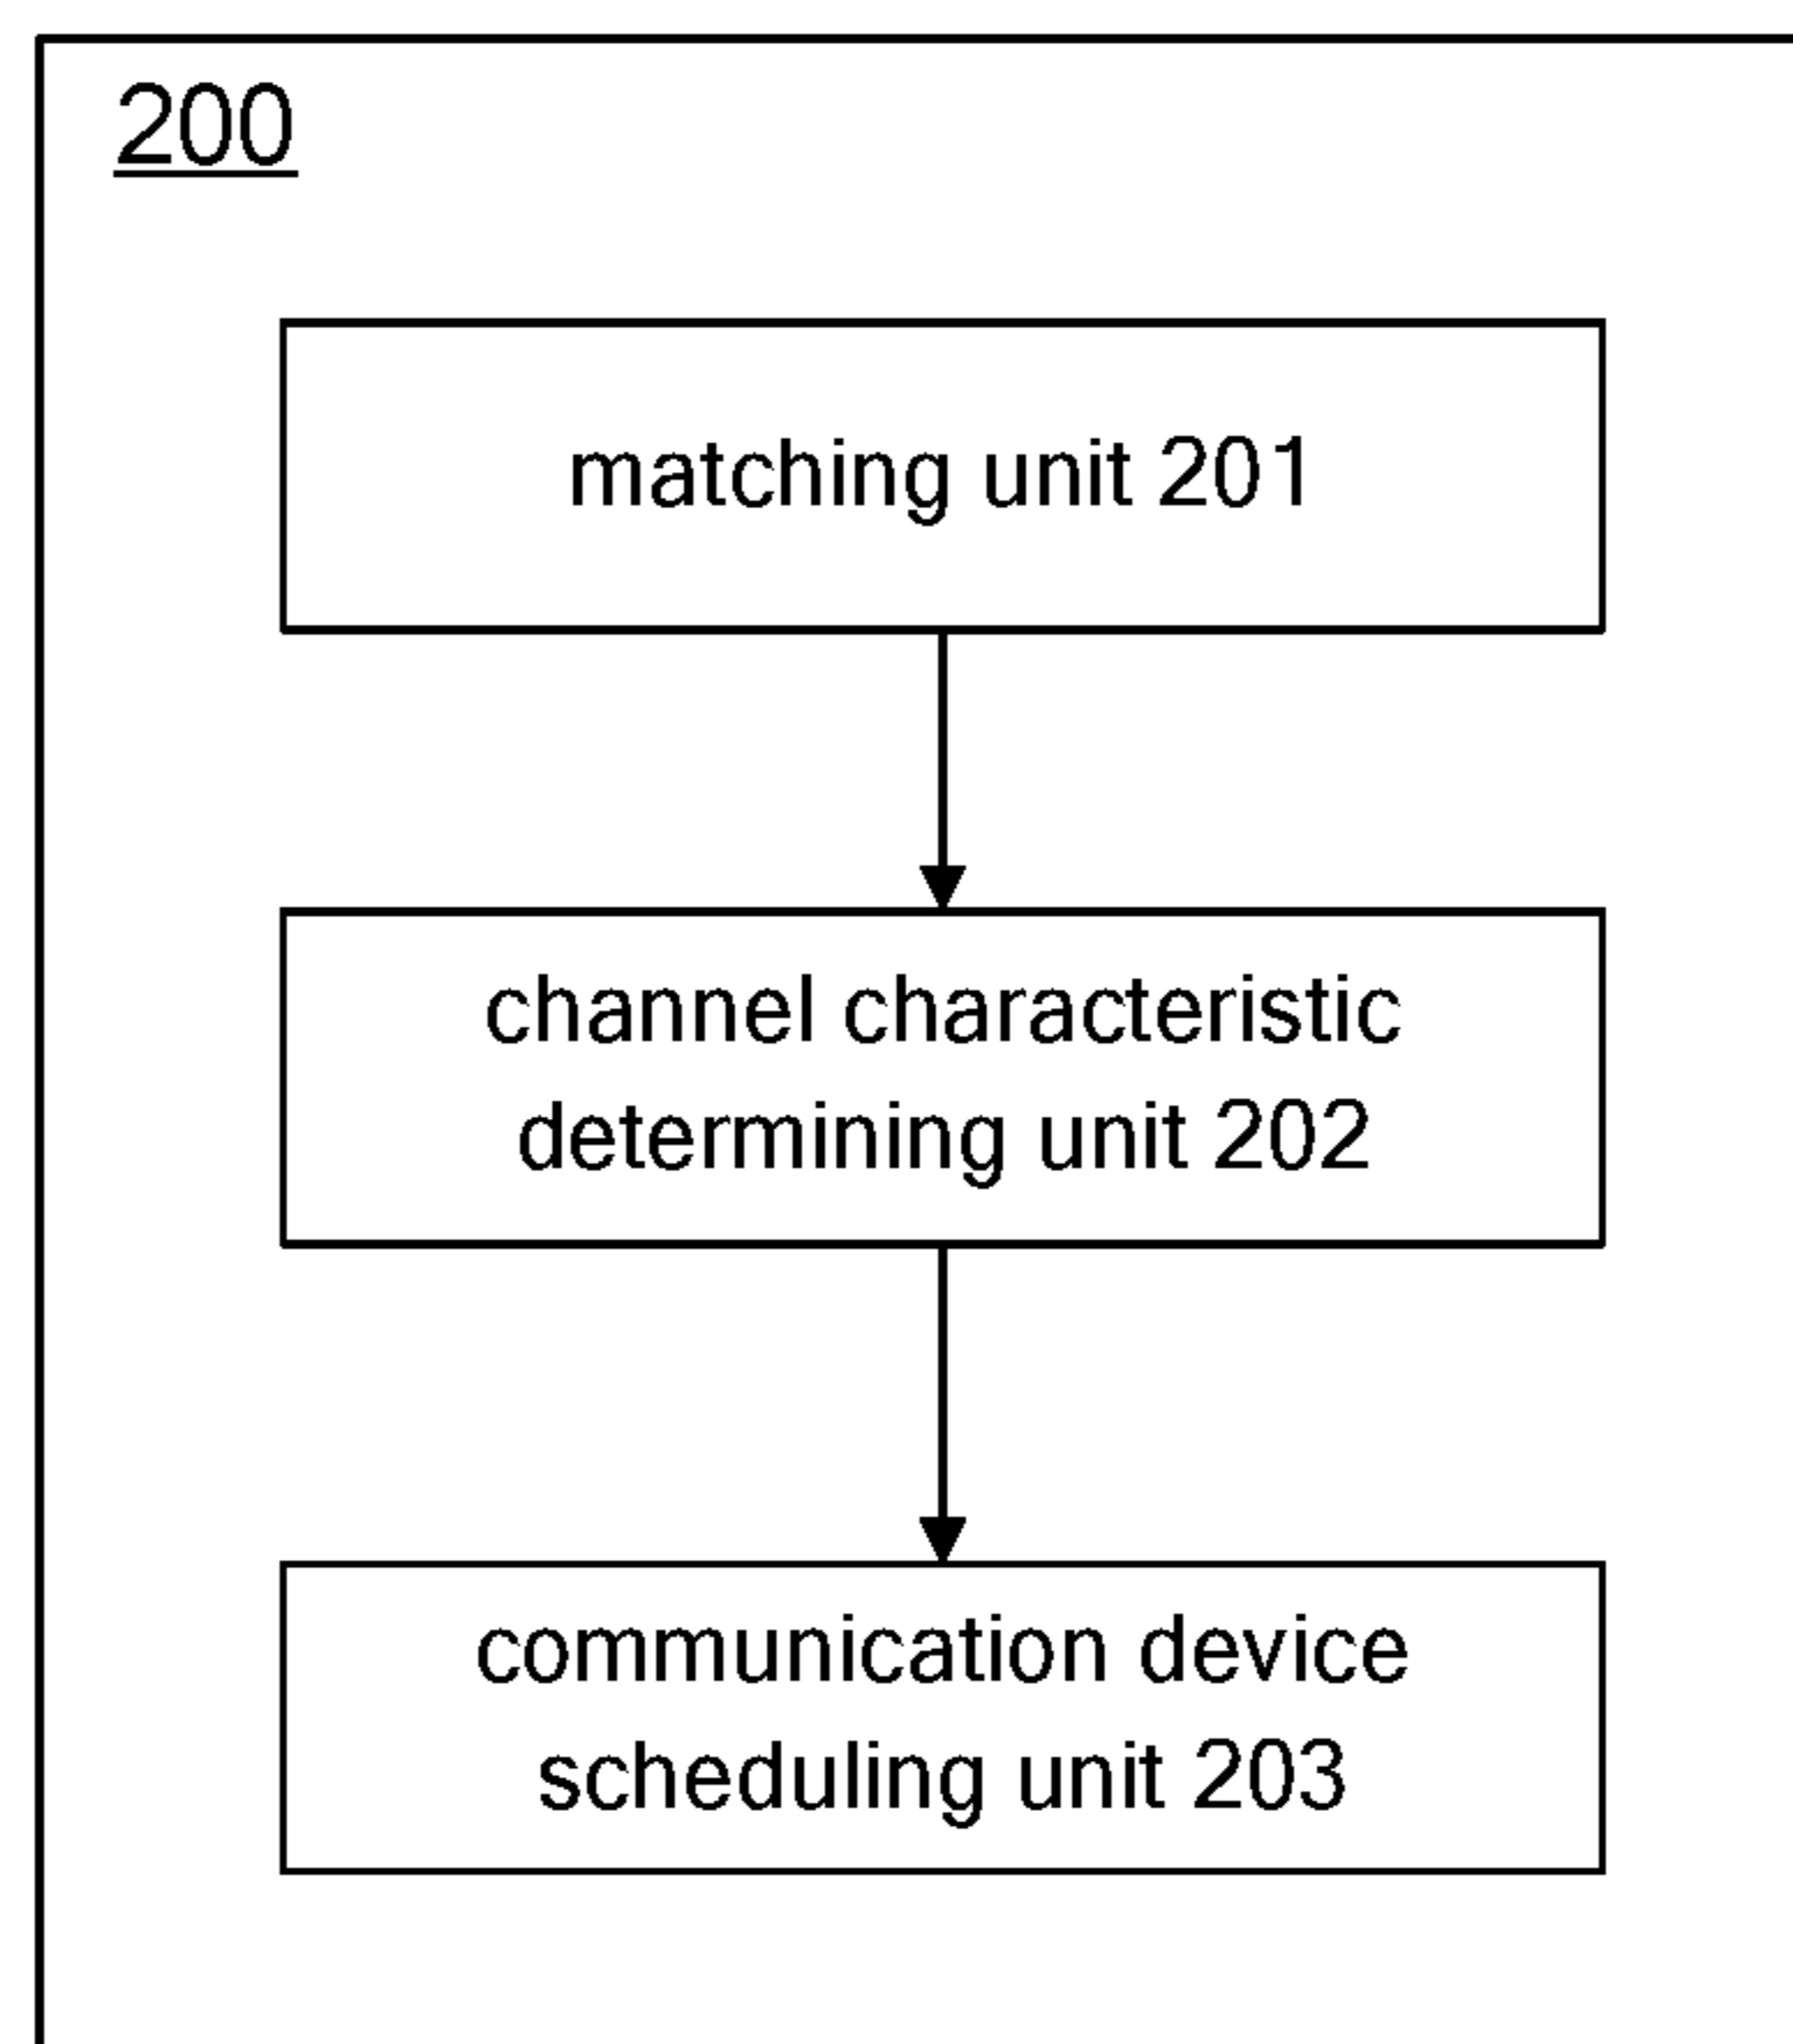 200
matching unit 201
channel characteristic
determining unit 202
communication device
scheduling unit 203